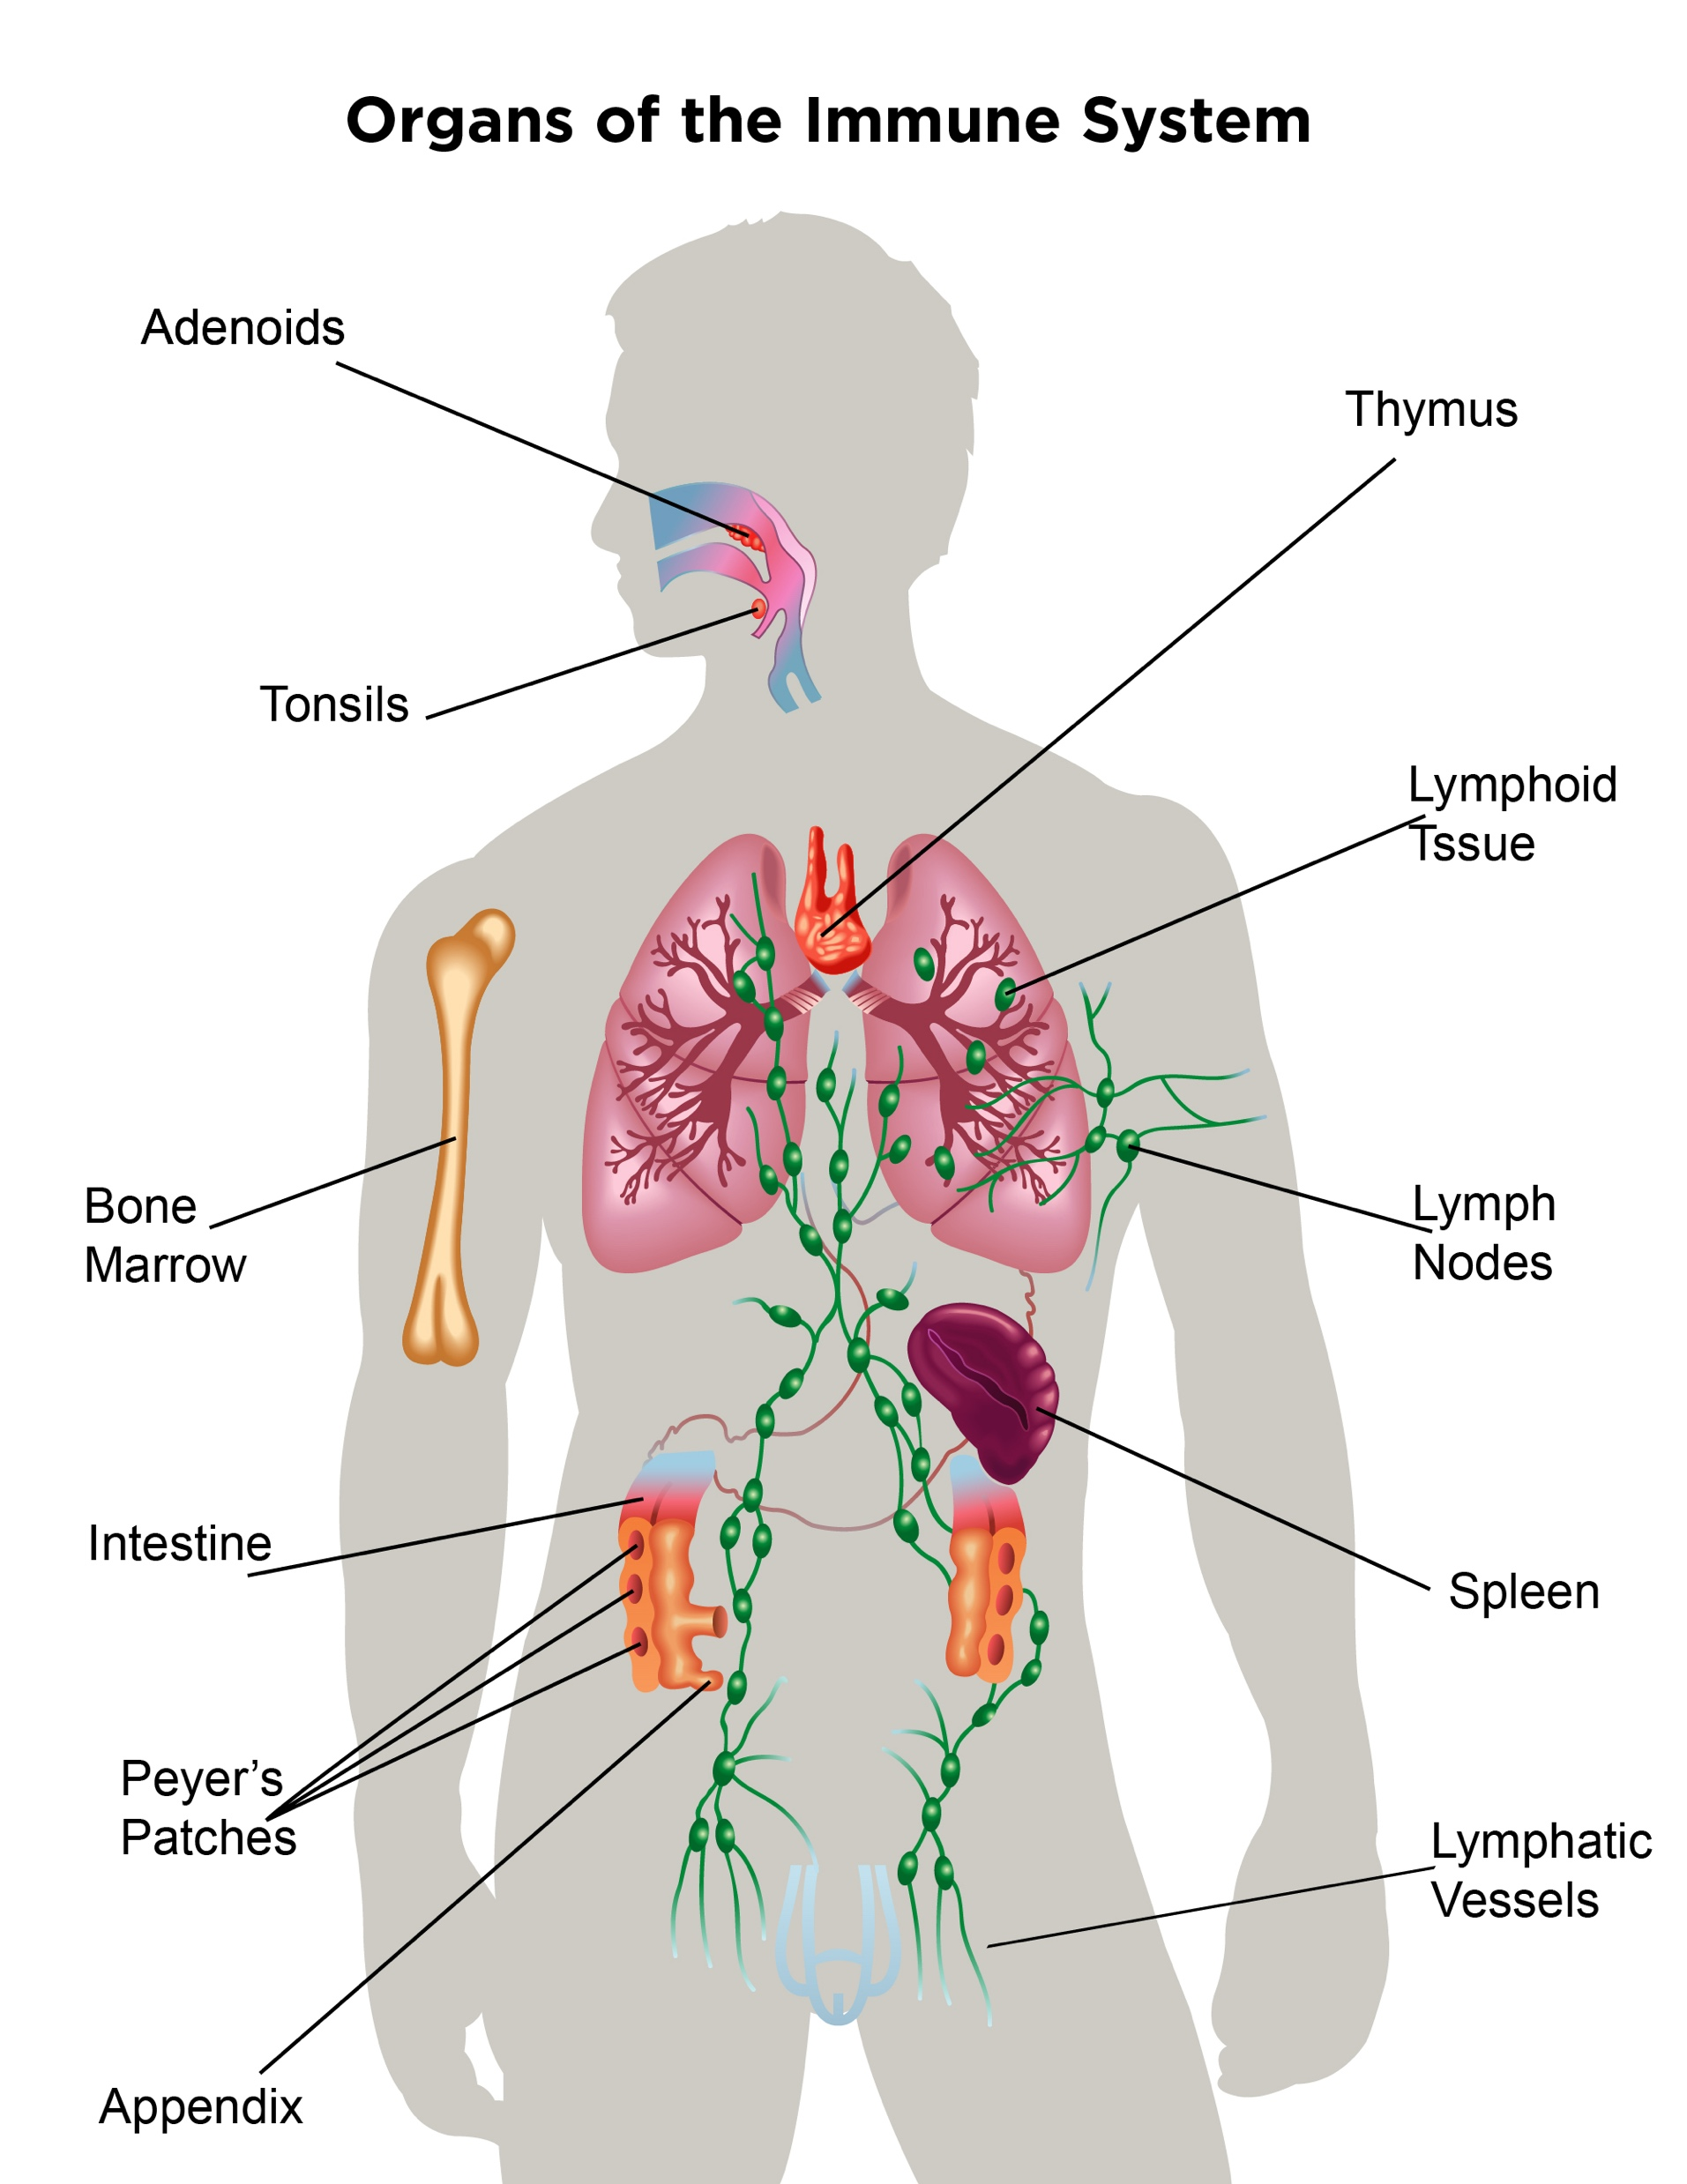 Organs of the Immune System
Adenoids
Thymus
Tonsils
Lymphoid
Tssue
Bone
Marrow
Lymph
Nodes
Intestine
Spleen
Peyer’s
Patches
Lymphatic
Vessels
Appendix